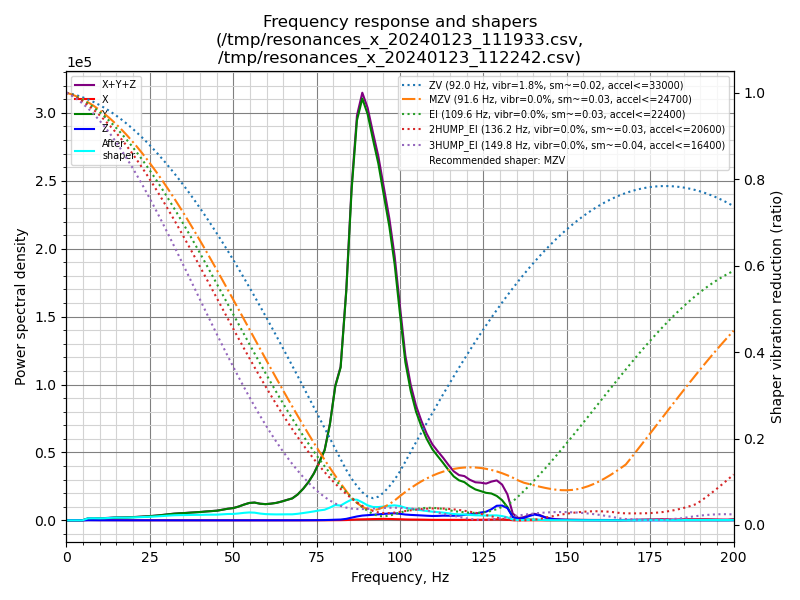 Frequency response and shapers
(/tmp/resonances_x_20240123_111933.csv,
/tmp/resonances_x_20240123_112242.csv)
1e5
X+Y+Z
X
Y
Z
After
shaper
ZV (92.0 Hz, vibr=1.8%, sm~=0.02, accel<=33000)
MZV (91.6 Hz, vibr=0.0%, sm~=0.03, accel<=24700)
EI (109.6 Hz, vibr=0.0%, sm~=0.03, accel<=22400)
2HUMP_EI (136.2 Hz, vibr=0.0%, sm~=0.03, accel<=20600)
3HUMP_EI (149.8 Hz, vibr=0.0%, sm~=0.04, accel<=16400)
Recommended shaper: MZV
3.0
2.5
2.0
1.5
1.0
0.5
0.0
Power spectral density
1.0
0.8
0.6
0.4
0.2
0.0
Shaper vibration reduction (ratio)
0 25 50 75 100 125 150 175 200
Frequency, Hz